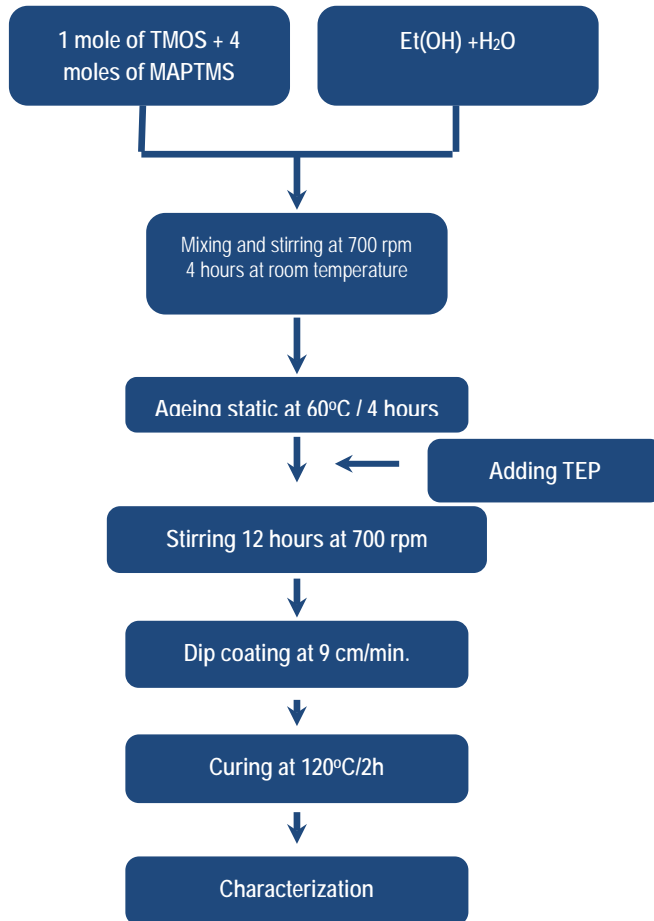 1 mole of TMOS + 4
moles of MAPTMS
Et(OH) +H₂O
Mixing and stirring at 700 rpm
4 hours at room temperature
Ageing static at 60ºC / 4 hours
Adding TEP
Stirring 12 hours at 700 rpm
Dip coating at 9 cm/min.
Curing at 120ºC/2h
Characterization